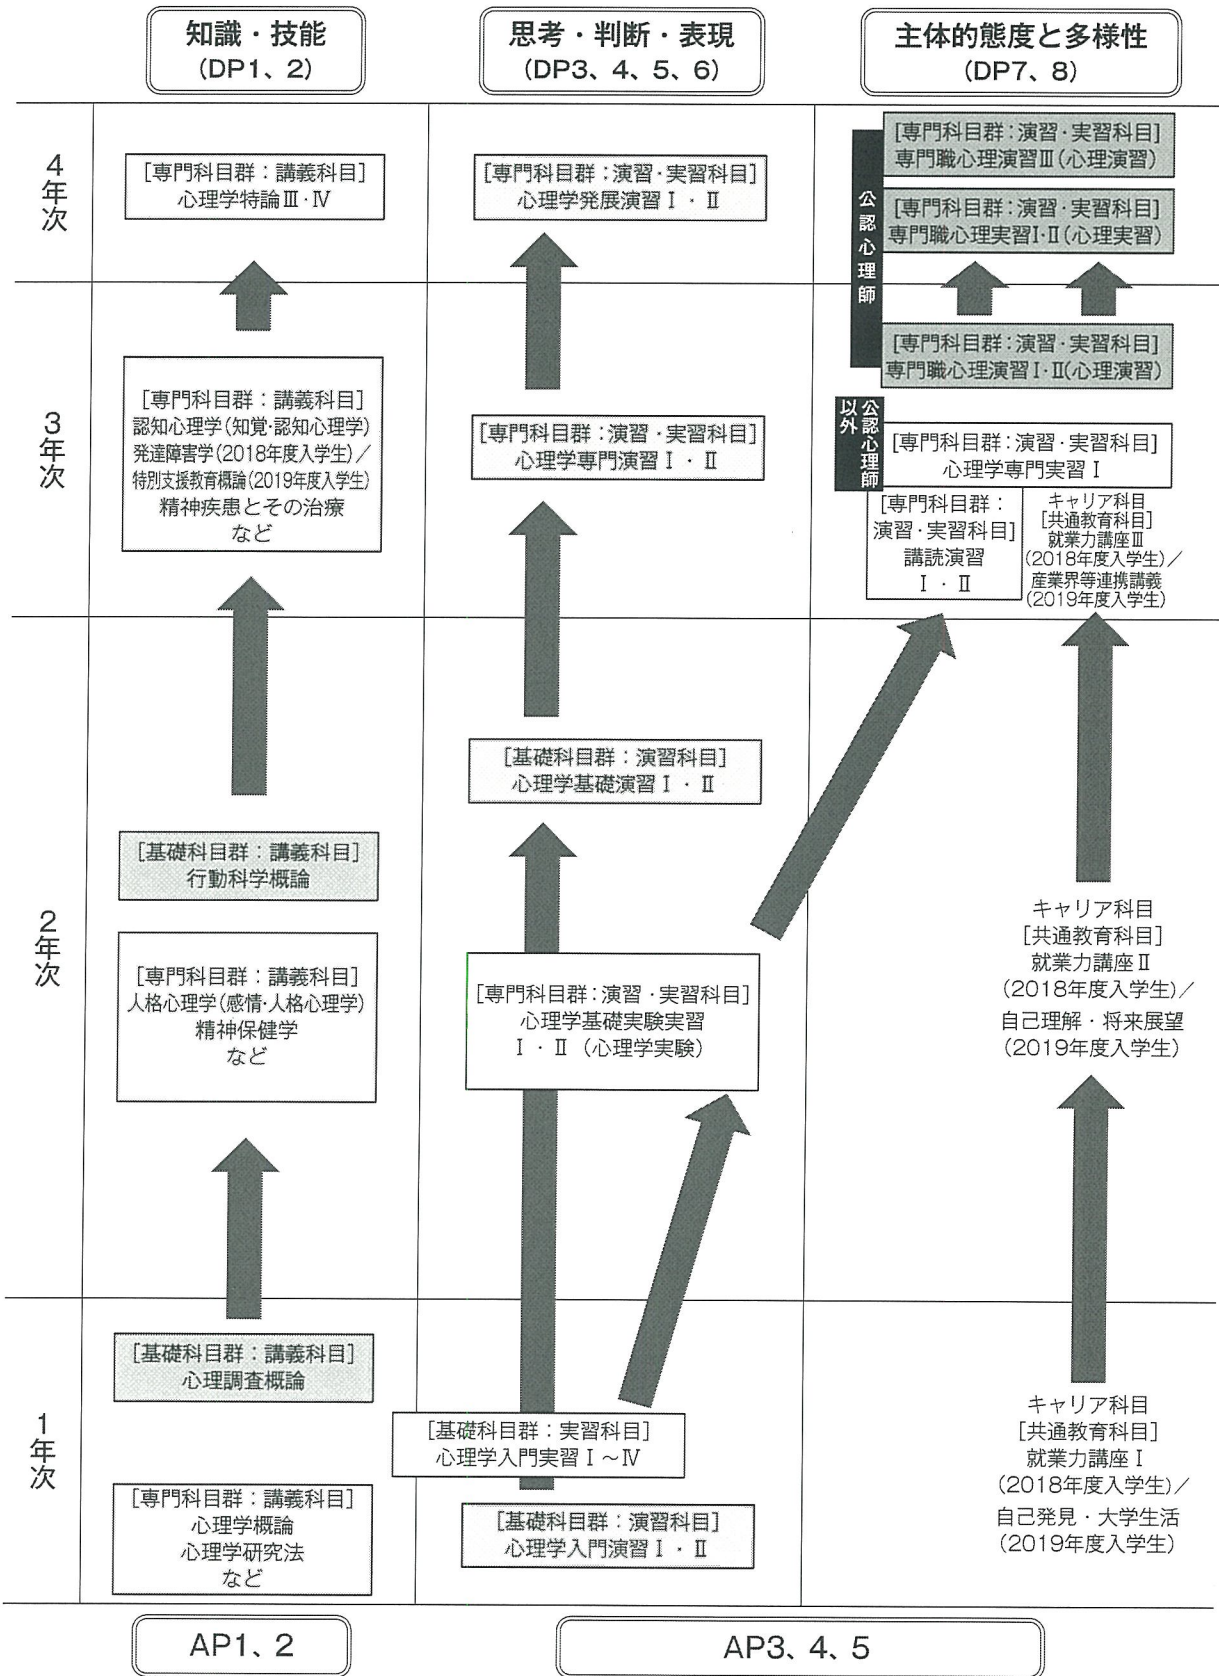 知識・技能
(DP1、2)
思考・判断・表現
(DP3、4、5、6)
主体的態度と多様性
(DP7、8)
4年次
[専門科目群：講義科目]
心理学特論Ⅲ・Ⅳ
[専門科目群：演習・実習科目]
心理学発展演習Ⅰ・Ⅱ
公認心理師
[専門科目群：演習・実習科目]
専門職心理演習Ⅲ(心理演習)
[専門科目群：演習・実習科目]
専門職心理実習Ⅰ・Ⅱ(心理実習)
3年次
[専門科目群：講義科目]
認知心理学(知覚・認知心理学)
発達障害学(2018年度入学生)／
特別支援教育概論(2019年度入学生)
精神疾患とその治療
など
[専門科目群：演習・実習科目]
心理学専門演習Ⅰ・Ⅱ
[専門科目群：演習・実習科目]
専門職心理演習Ⅰ・Ⅱ(心理演習)
公認心理師
以外
[専門科目群：演習・実習科目]
心理学専門実習Ⅰ
[専門科目群：
演習・実習科目]
講読演習
Ⅰ・Ⅱ
キャリア科目
[共通教育科目]
就業力講座Ⅲ
(2018年度入学生)／
産業界等連携講義
(2019年度入学生)
2年次
[基礎科目群：講義科目]
行動科学概論
[専門科目群：講義科目]
人格心理学(感情・人格心理学)
精神保健学
など
[基礎科目群：演習科目]
心理学基礎演習Ⅰ・Ⅱ
[専門科目群：演習・実習科目]
心理学基礎実験実習
Ⅰ・Ⅱ (心理学実験)
キャリア科目
[共通教育科目]
就業力講座Ⅱ
(2018年度入学生)／
自己理解・将来展望
(2019年度入学生)
1年次
[基礎科目群：講義科目]
心理調査概論
[専門科目群：講義科目]
心理学概論
心理学研究法
など
[基礎科目群：実習科目]
心理学入門実習Ⅰ～Ⅳ
[基礎科目群：演習科目]
心理学入門演習Ⅰ・Ⅱ
キャリア科目
[共通教育科目]
就業力講座Ⅰ
(2018年度入学生)／
自己発見・大学生活
(2019年度入学生)
AP1、2
AP3、4、5